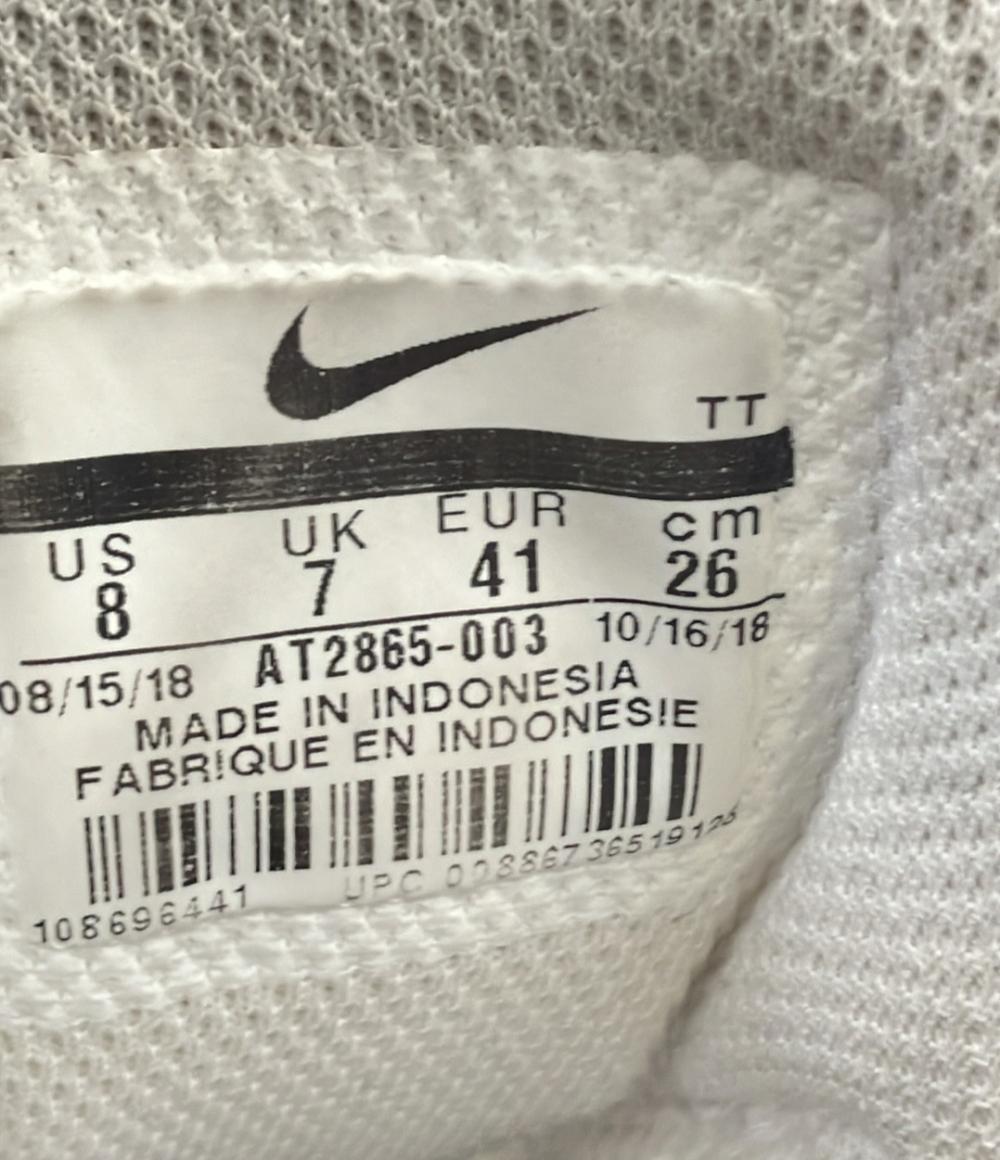 TT
US UK EUR cm
8 7 41 26
08/15/18 AT2865-003 10/16/18
MADE IN INDONESIA
FABRIQUE EN INDONESIE
108696441 UPC